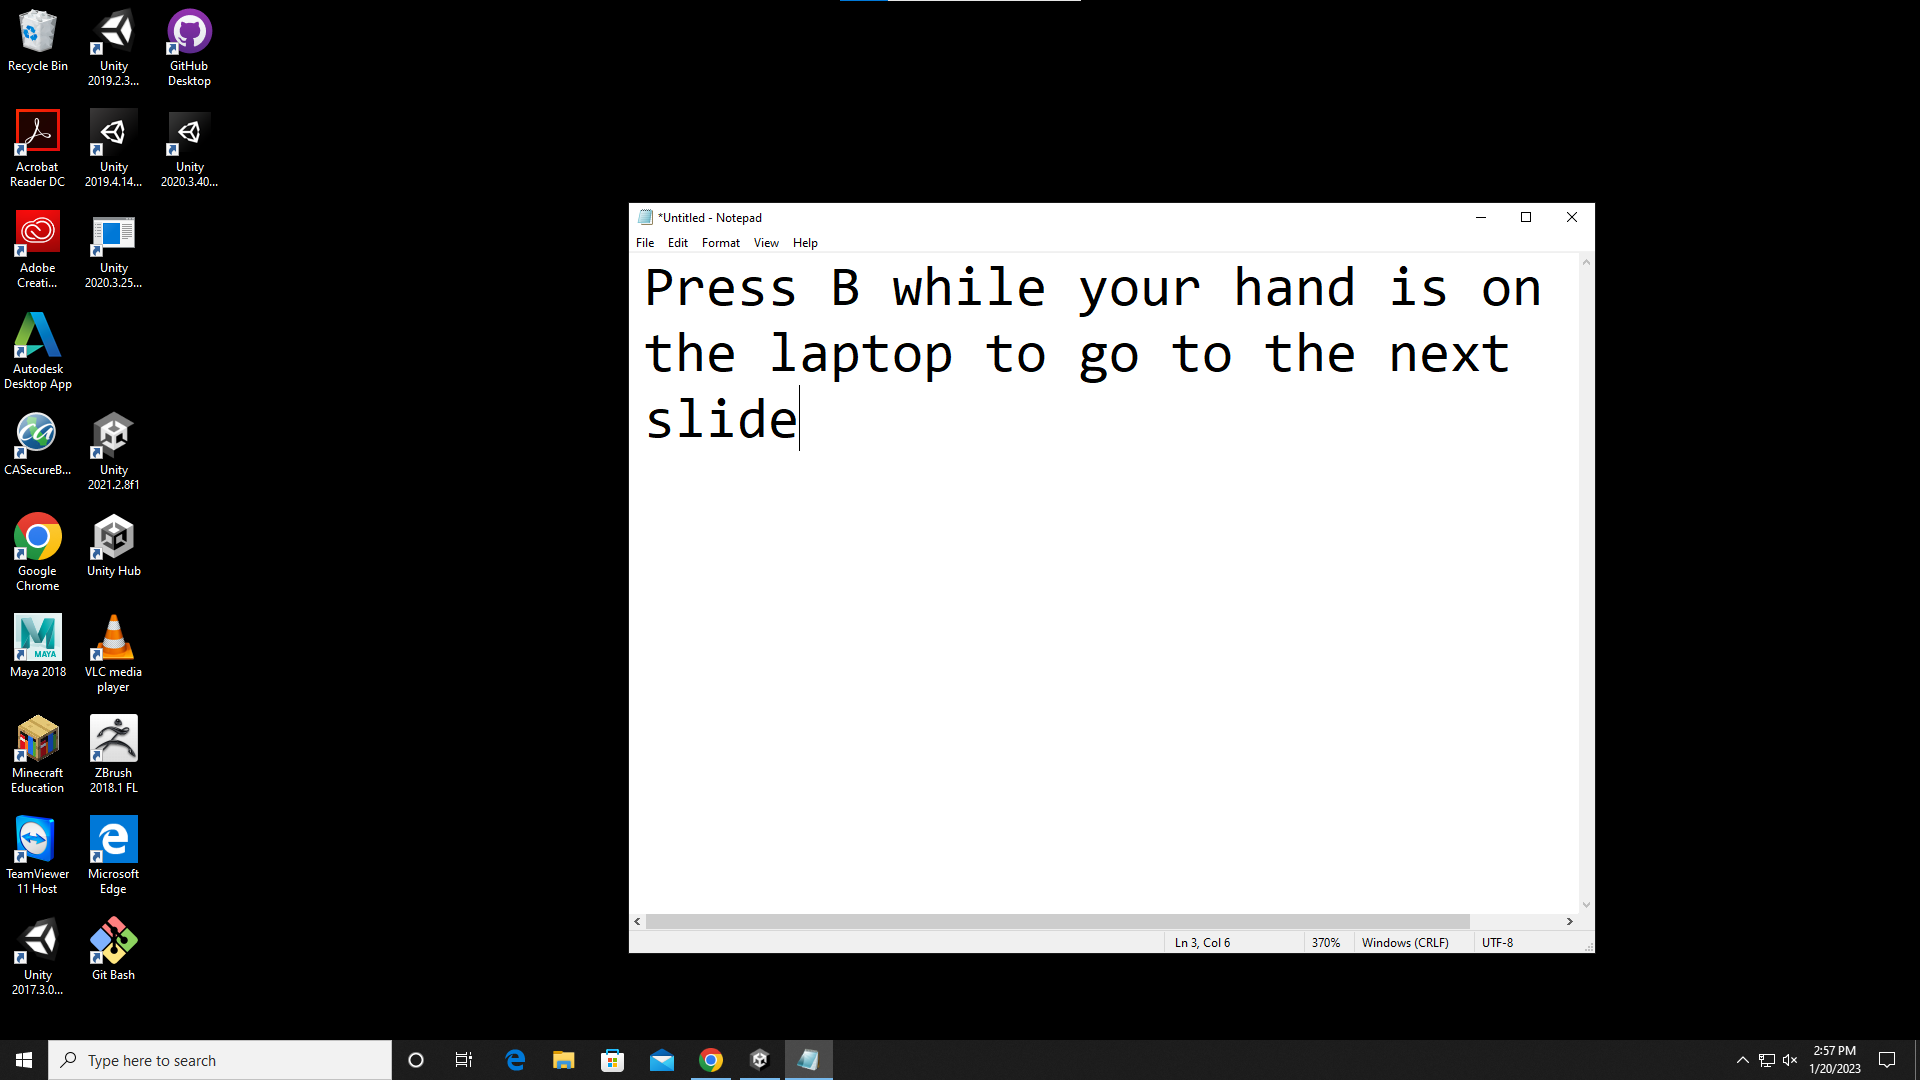 Recycle Bin
Unity
2019.2.3...
GitHub
Desktop
Acrobat
Reader DC
Unity
2019.4.14...
Unity
2020.3.40...
Adobe
Creati...
Unity
2020.3.25...
Autodesk
Desktop App
CASecureB...
Unity
2021.2.8f1
Google
Chrome
Unity Hub
MAYA
Maya 2018
VLC media
player
Minecraft
Education
ZBrush
2018.1 FL
TeamViewer
11 Host
Microsoft
Edge
Unity
2017.3.0...
Git Bash
*Untitled - Notepad
File Edit Format View Help
Press B while your hand is on
the laptop to go to the next
slide
Ln 3, Col 6 370% Windows (CRLF) UTF-8
Type here to search
2:57 PM
1/20/2023